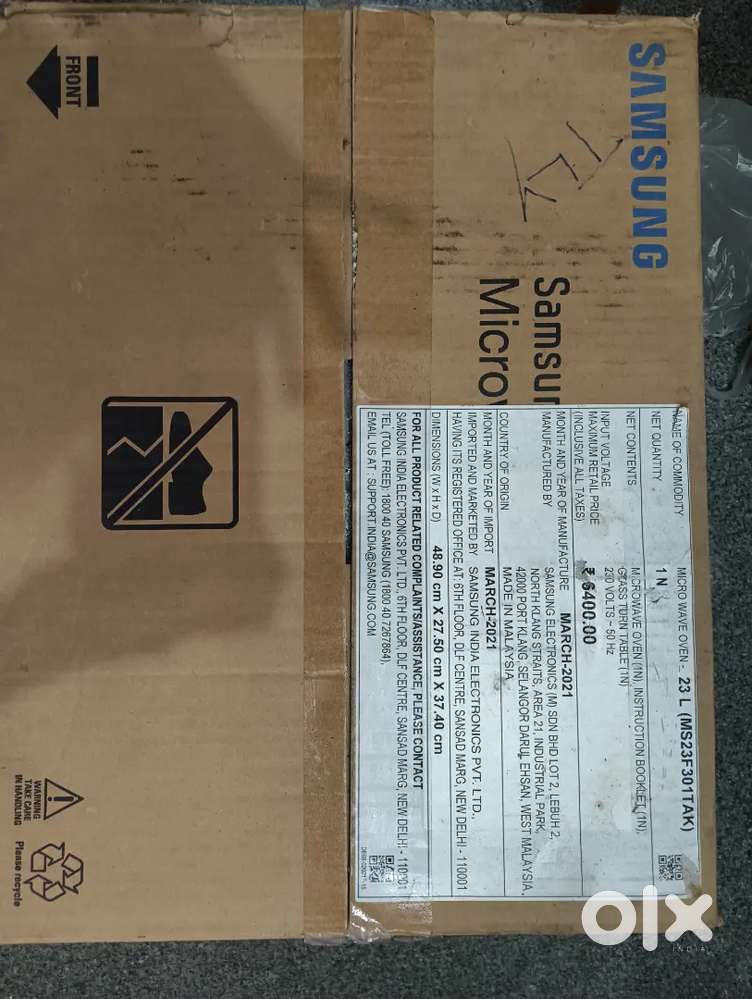 SAMSUNG
Samsun
Microw
FRONT
NAME OF COMMODITY MICRO WAVE OVEN - 23 L (MS23F301TAK)
NET QUANTITY 1 N
NET CONTENTS MICROWAVE OVEN (1N), INSTRUCTION BOOKLET (1N),
GLASS TURN TABLE (1N)
INPUT VOLTAGE 230 VOLTS ~ 50 Hz
MAXIMUM RETAIL PRICE ₹ 6400.00
(INCLUSIVE ALL TAXES)
MONTH AND YEAR OF MANUFACTURE MARCH-2021
MANUFACTURED BY SAMSUNG ELECTRONICS (M) SDN BHD LOT 2, LEBUH 2,
NORTH KLANG STRAITS, AREA 21, INDUSTRIAL PARK,
42000 PORT KLANG, SELANGOR DARUL EHSAN, WEST MALAYSIA,
COUNTRY OF ORIGIN MADE IN MALAYSIA
MONTH AND YEAR OF IMPORT MARCH-2021
IMPORTED AND MARKETED BY SAMSUNG INDIA ELECTRONICS PVT. LTD.,
HAVING ITS REGISTERED OFFICE AT: 6TH FLOOR, DLF CENTRE, SANSAD MARG, NEW DELHI - 110001
DIMENSIONS (W x H x D) 48.90 cm X 27.50 cm X 37.40 cm
FOR ALL PRODUCT RELATED COMPLAINTS/ASSISTANCE, PLEASE CONTACT
SAMSUNG INDIA ELECTRONICS PVT. LTD., 6TH FLOOR, DLF CENTRE, SANSAD MARG, NEW DELHI - 110001
TEL (TOLL FREE) 1800 40 SAMSUNG (1800 40 7267864),
EMAIL US AT : SUPPORT.INDIA@SAMSUNG.COM
WARNING
TAKE CARE
IN HANDLING
Please recycle
olx
INDIA